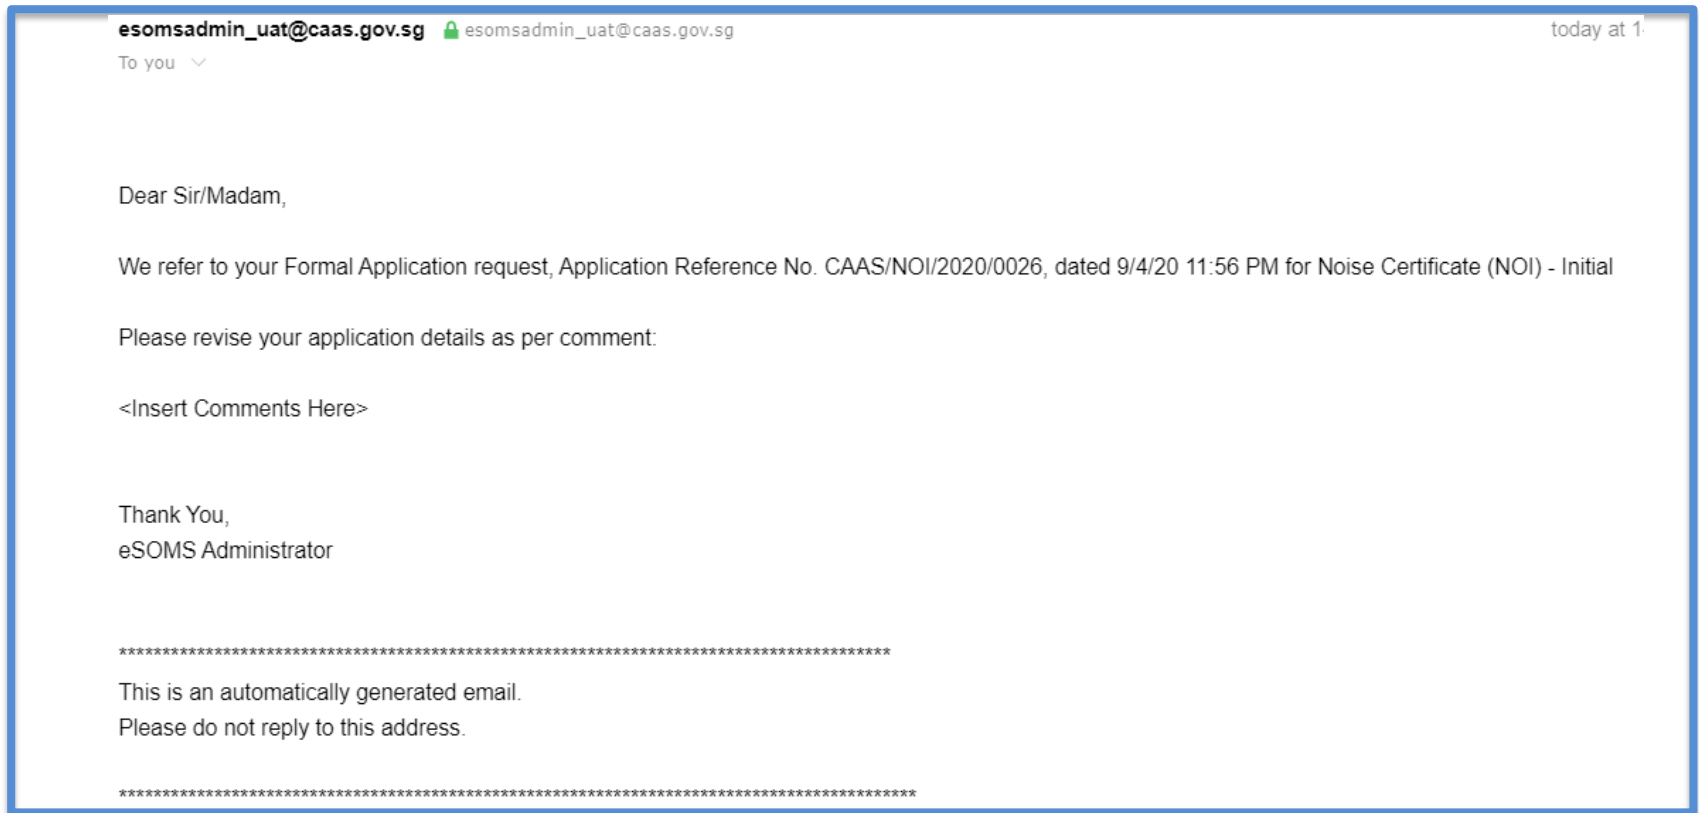 esomsadmin_uat@caas.gov.sg esomsadmin_uat@caas.gov.sg today at
To you
Dear Sir/Madam,
We refer to your Formal Application request, Application Reference No. CAAS/NOI/2020/0026, dated 9/4/20 11:56 PM for Noise Certificate (NOI) - Initial
Please revise your application details as per comment:
<Insert Comments Here>
Thank You,
eSOMS Administrator
*****************************************************************************************
This is an automatically generated email.
Please do not reply to this address.
********************************************************************************************